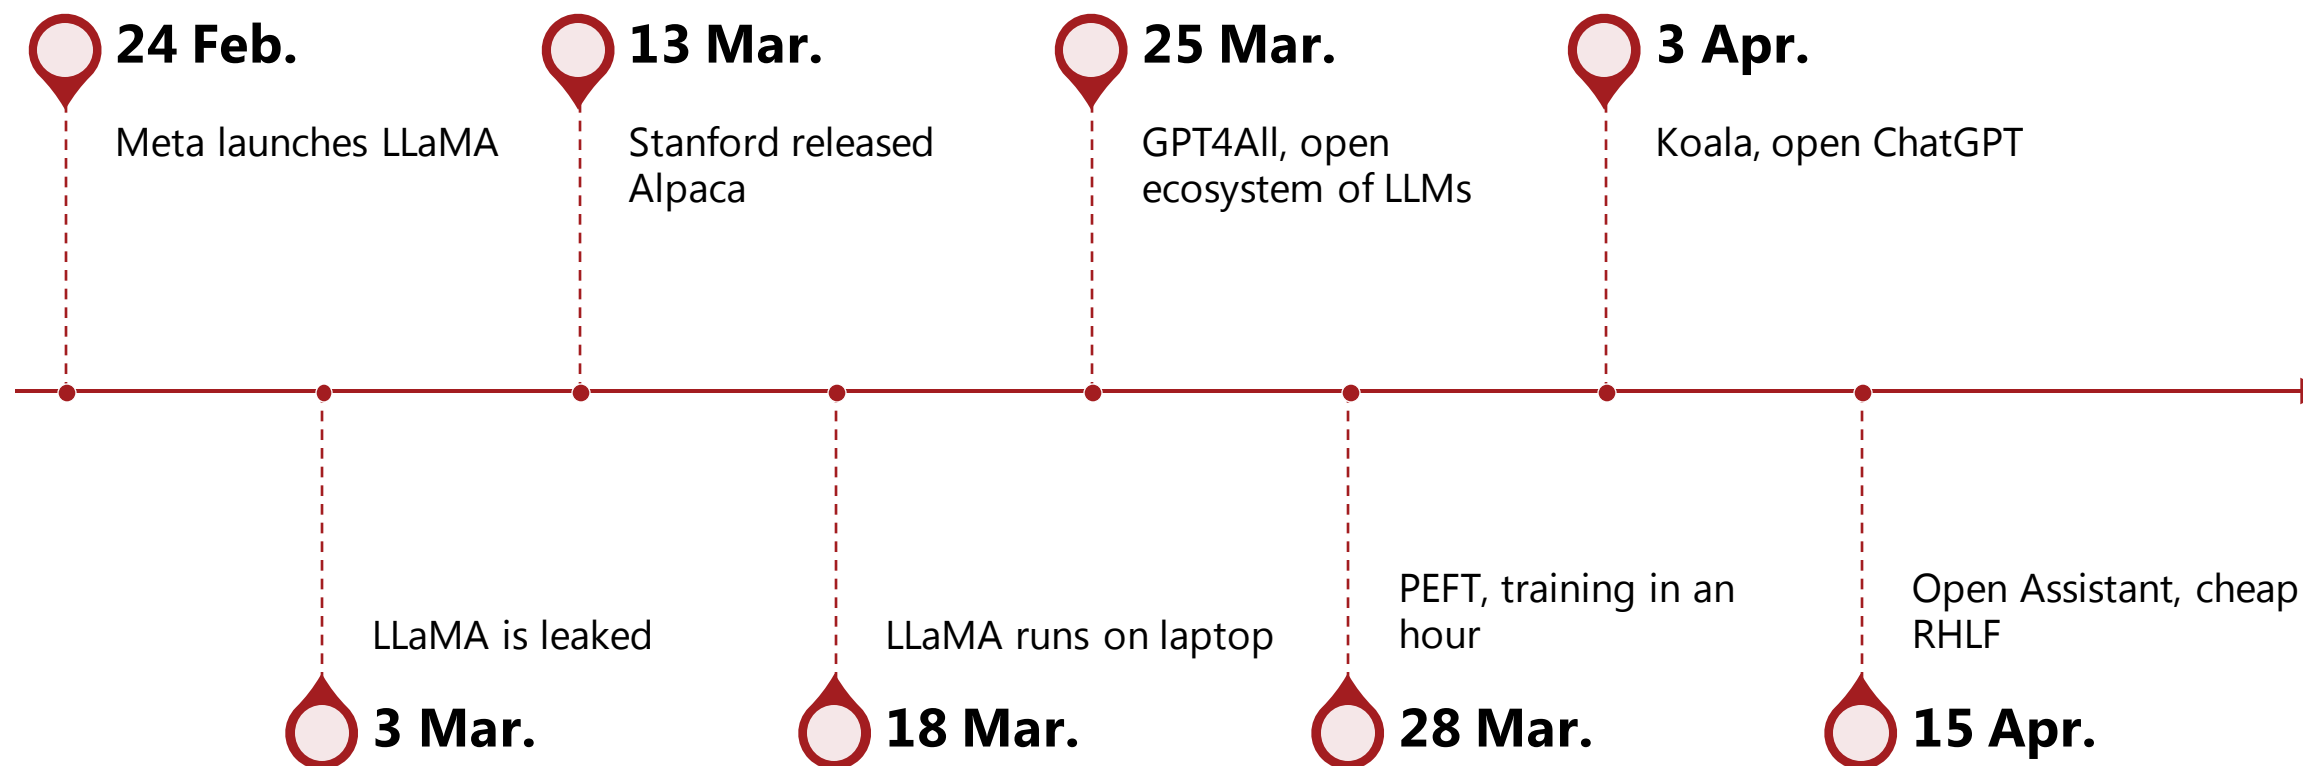 24 Feb.
Meta launches LLaMA
13 Mar.
Stanford released
Alpaca
25 Mar.
GPT4All, open
ecosystem of LLMs
3 Apr.
Koala, open ChatGPT
LLaMA is leaked
3 Mar.
LLaMA runs on laptop
18 Mar.
PEFT, training in an
hour
28 Mar.
Open Assistant, cheap
RHLF
15 Apr.